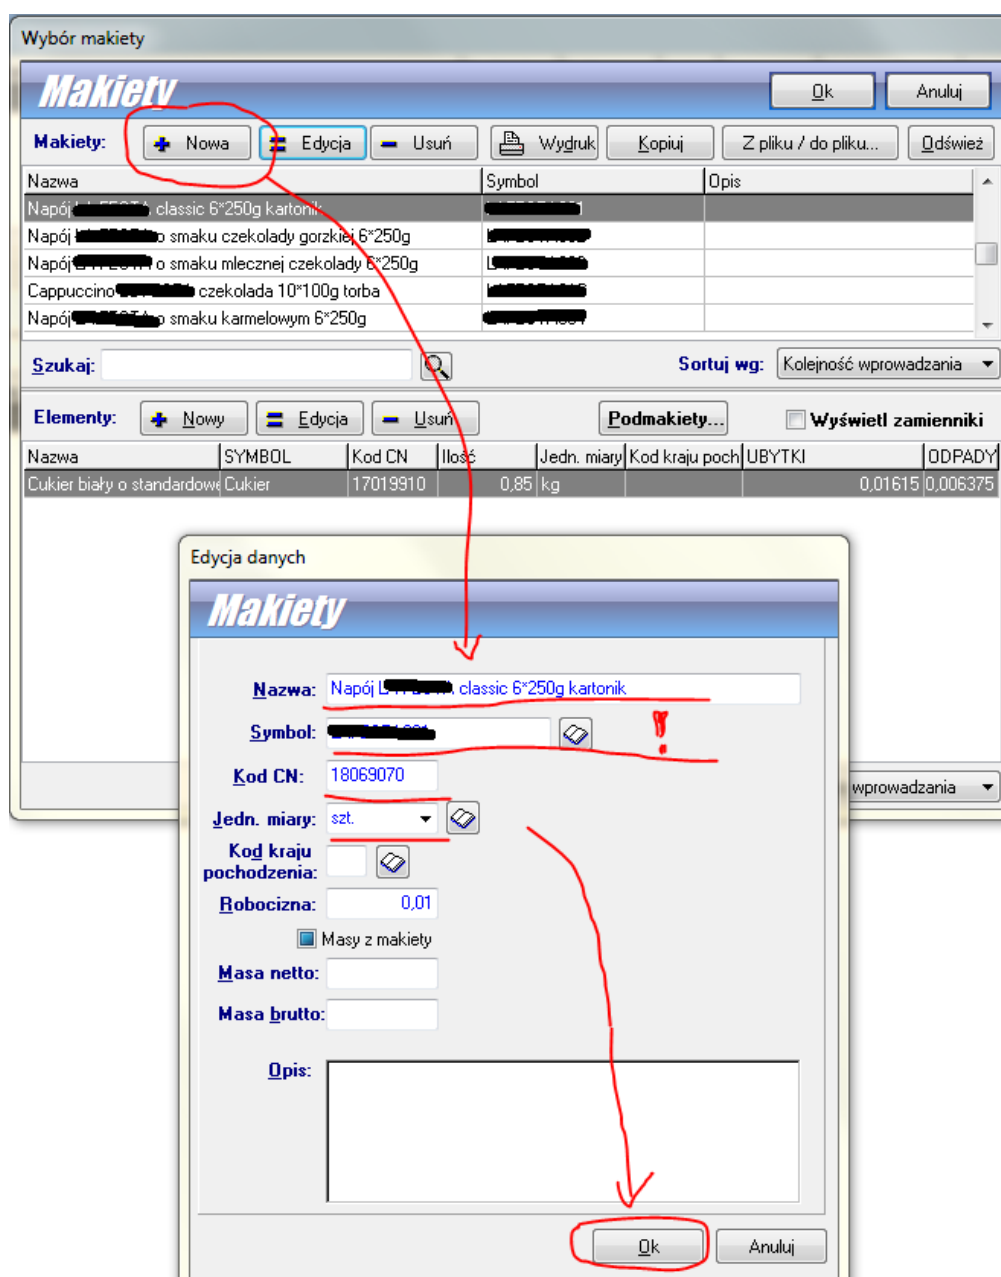 Wybór makiety
Makiety
Ok Anuluj
Makiety: Nowa Edycja Usuń Wydruk Kopiuj Z pliku / do pliku... Odśwież
Nazwa Symbol Opis
Napój classic 6*250g kartonik
Napój o smaku czekolady gorzkiej 6*250g
Napój o smaku mlecznej czekolady 6*250g
Cappuccino czekolada 10*100g torba
Napój o smaku karmelowym 6*250g
Szukaj: Sortuj wg: Kolejność wprowadzania
Elementy: Nowy Edycja Usuń Podmakiety... Wyświetl zamienniki
Nazwa SYMBOL Kod CN Ilość Jedn. miary Kod kraju poch UBYTKI ODPADY
Cukier biały o standardowe Cukier 17019910 0,85 kg 0,01615 0,006375
Edycja danych
Makiety
Nazwa: Napój classic 6*250g kartonik
Symbol: !
Kod CN: 18069070
wprowadzania
Jedn. miary: szt.
Kod kraju
pochodzenia:
Robocizna: 0,01
Masy z makiety
Masa netto:
Masa brutto:
Opis:
Ok Anuluj